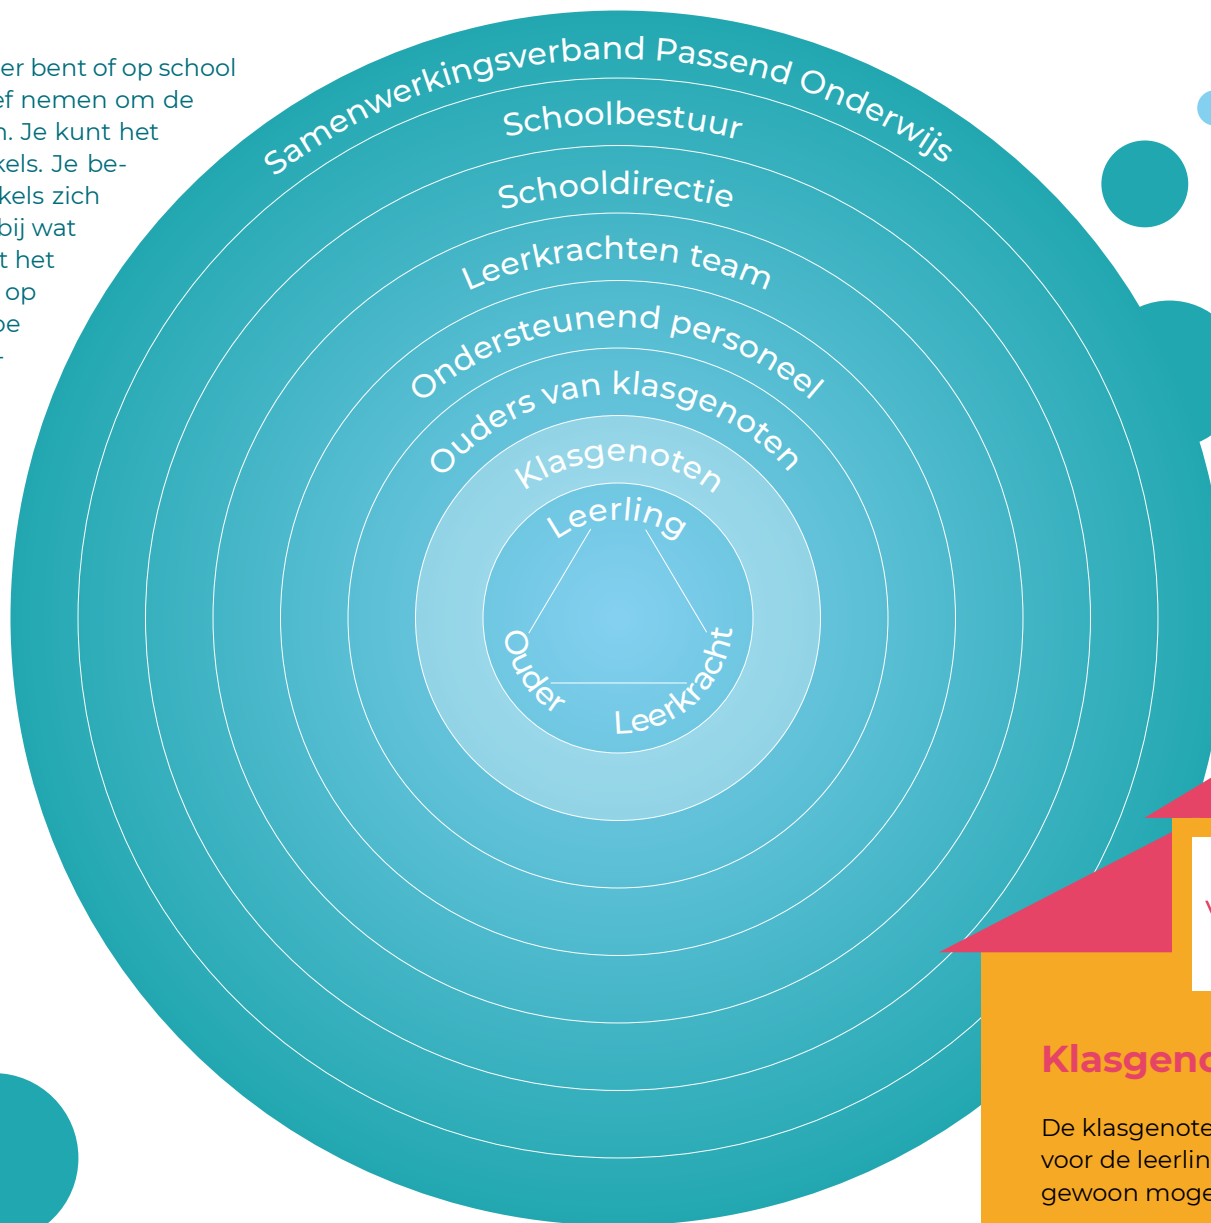 er bent of op school
ef nemen om de
n. Je kunt het
kels. Je be-
kels zich
bij wat
t het
op
be
-
Samenwerkingsverband Passend Onderwijs
Schoolbestuur
Schooldirectie
Leerkrachten team
Ondersteunend personeel
Ouders van klasgenoten
Klasgenoten
Leerling
Ouder
Leerkracht
Klasgeno
De klasgenote
voor de leerlin
gewoon moge